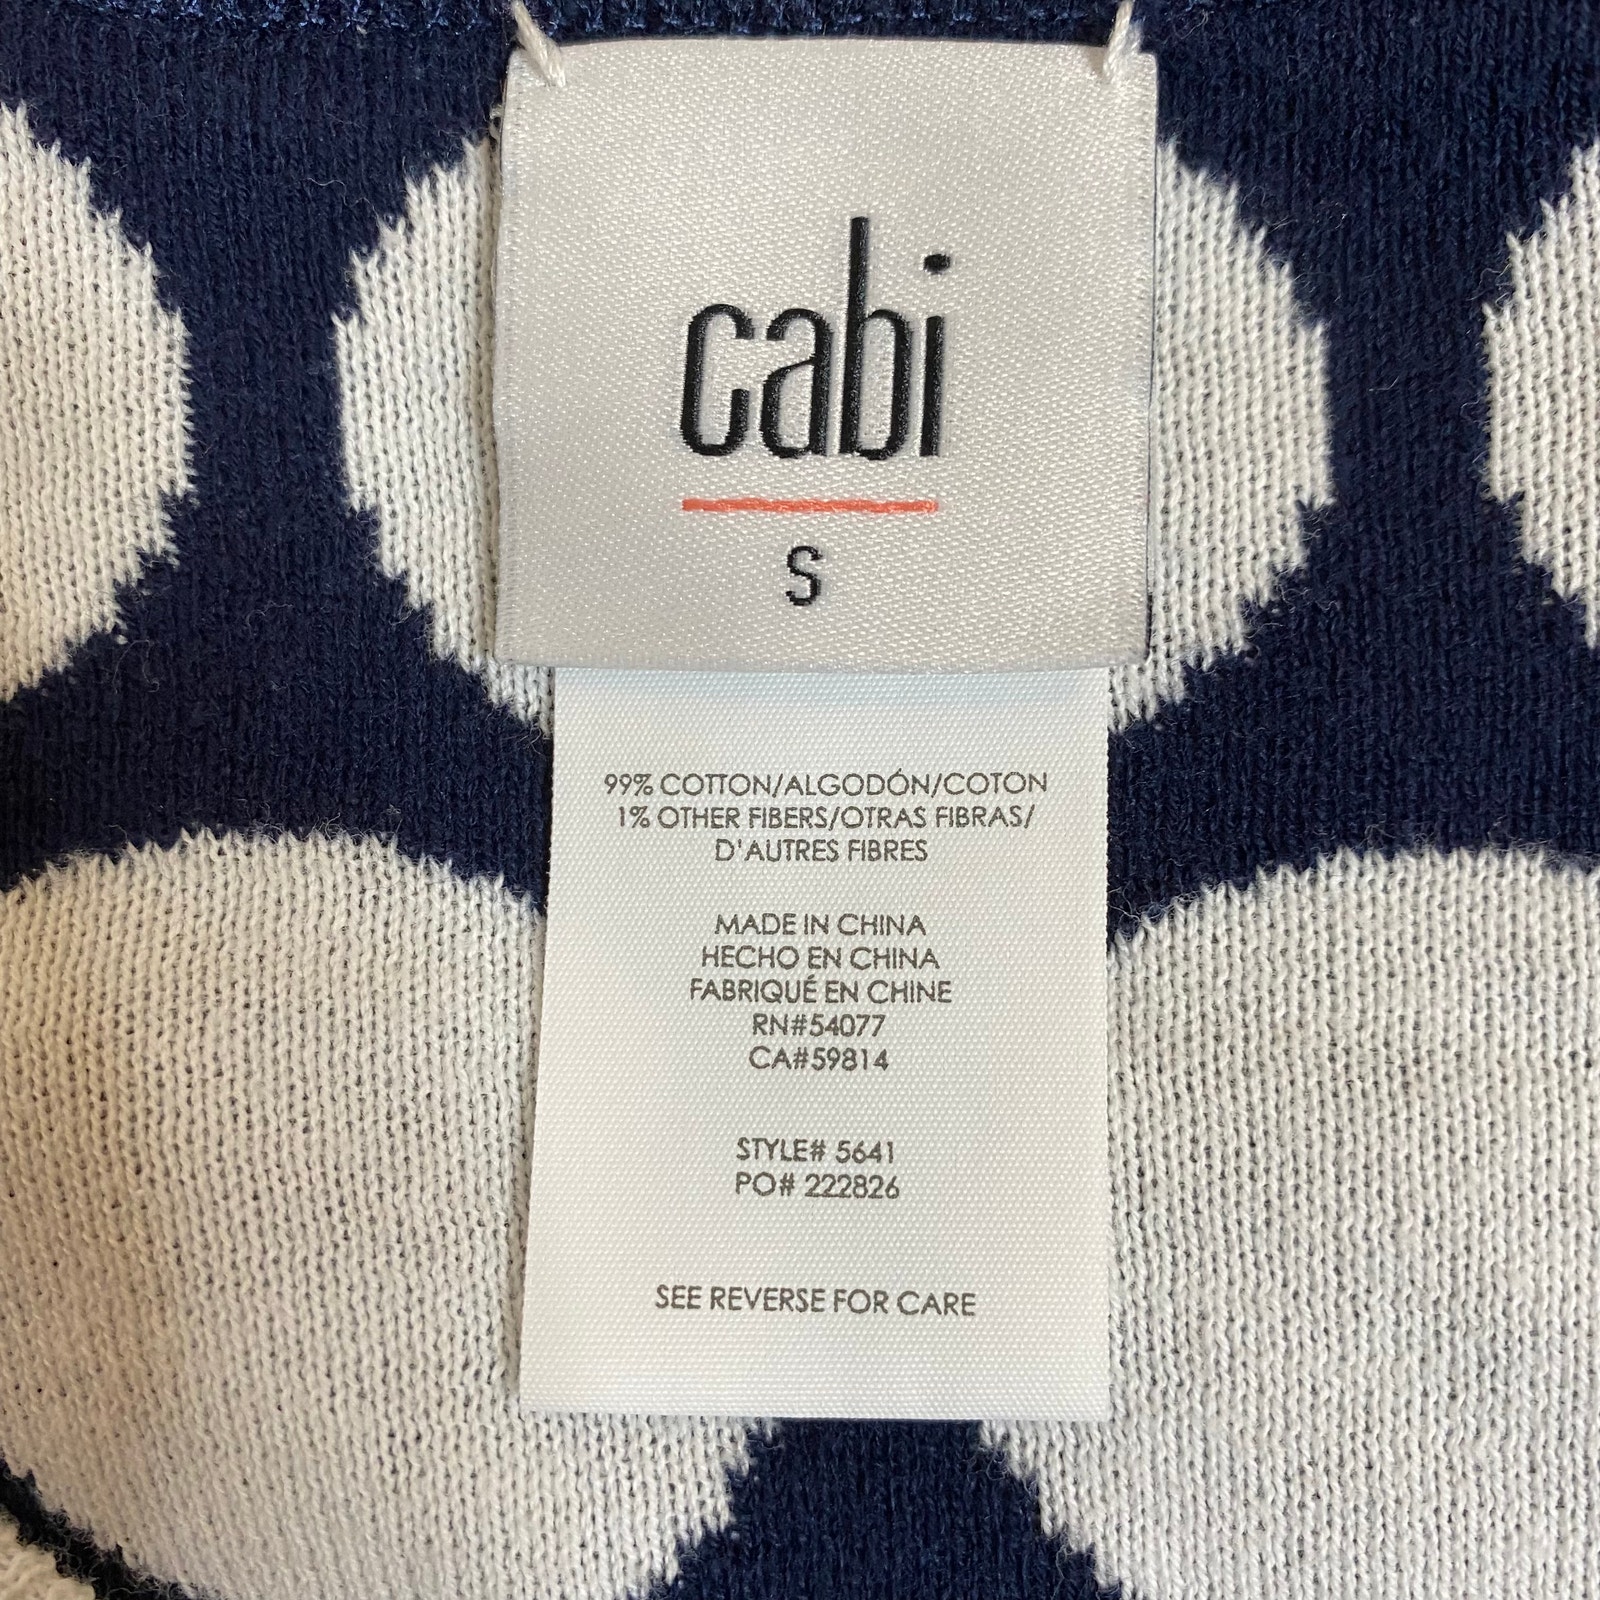 cabi
S
99% COTTON/ALGODÓN/COTON
1% OTHER FIBERS/OTRAS FIBRAS/
D'AUTRES FIBRES
MADE IN CHINA
HECHO EN CHINA
FABRIQUÉ EN CHINE
RN#54077
CA#59814
STYLE# 5641
PO# 222826
SEE REVERSE FOR CARE